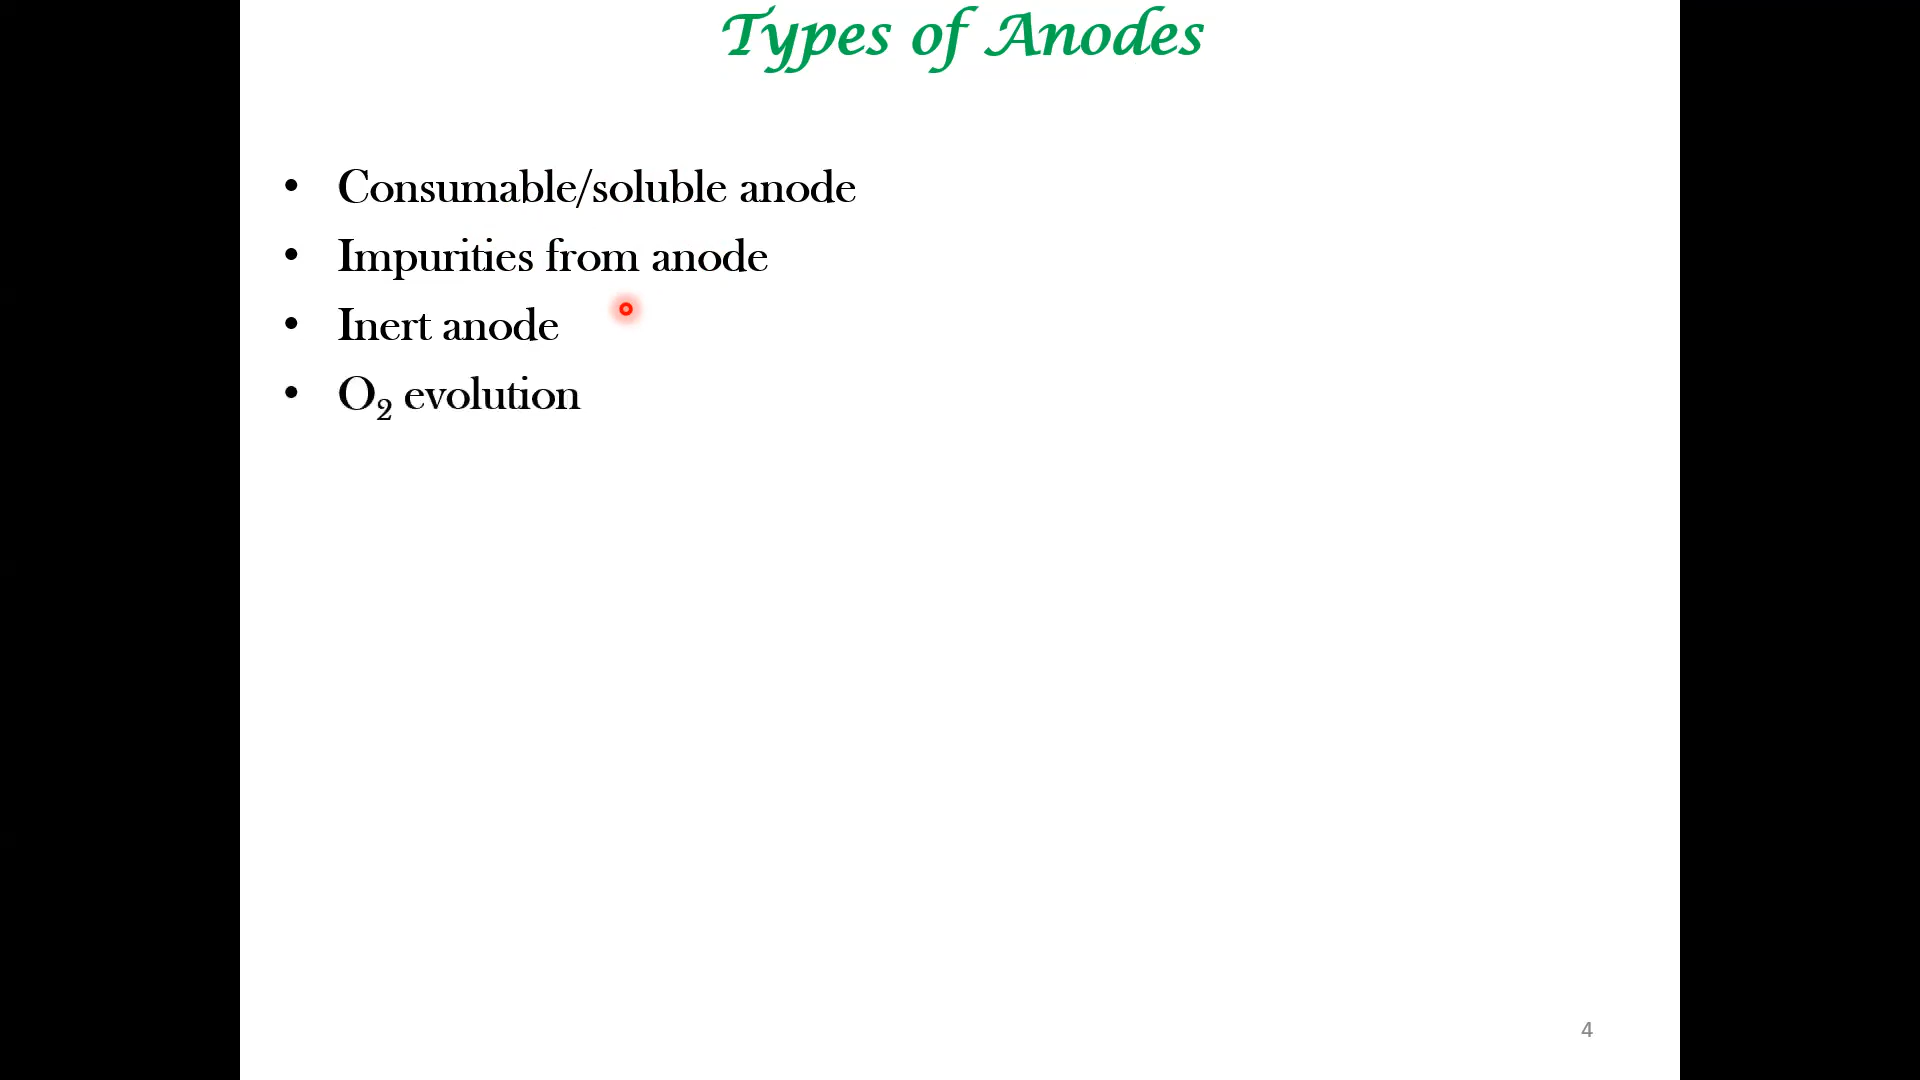 Types of Anodes
• Consumable/soluble anode
• Impurities from anode
• Inert anode
• O₂ evolution
4